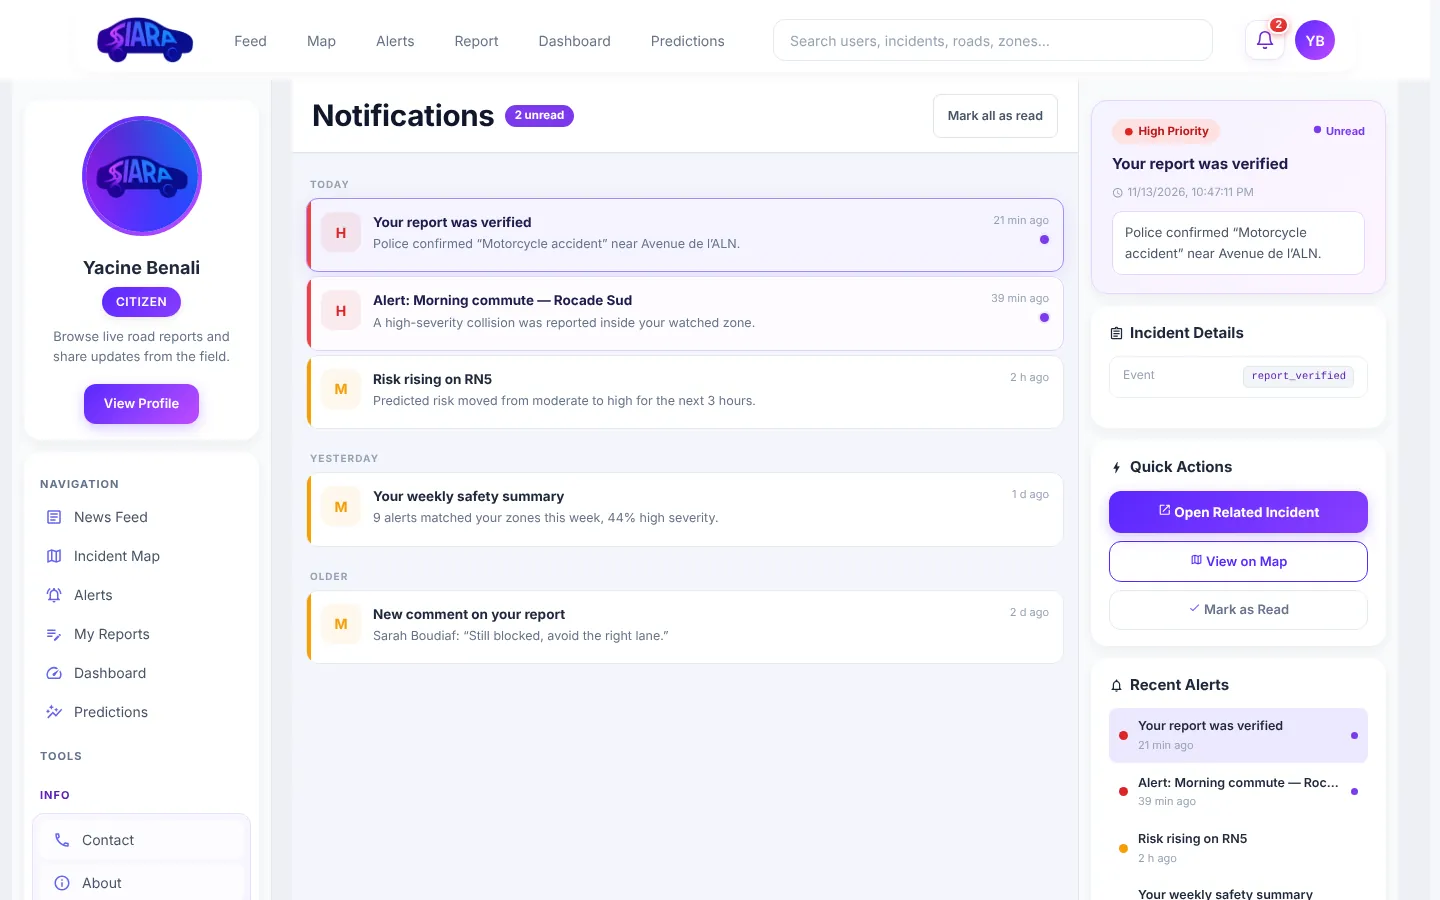 SIARA
Feed
Map
Alerts
Report
Dashboard
Predictions
Search users, incidents, roads, zones...
2
YB
SIARA
Yacine Benali
CITIZEN
Browse live road reports and
share updates from the field.
View Profile
NAVIGATION
News Feed
Incident Map
Alerts
My Reports
Dashboard
Predictions
TOOLS
INFO
Contact
About
Notifications
2 unread
Mark all as read
TODAY
H
Your report was verified
21 min ago
Police confirmed “Motorcycle accident” near Avenue de l’ALN.
H
Alert: Morning commute — Rocade Sud
39 min ago
A high-severity collision was reported inside your watched zone.
M
Risk rising on RN5
2 h ago
Predicted risk moved from moderate to high for the next 3 hours.
YESTERDAY
M
Your weekly safety summary
1 d ago
9 alerts matched your zones this week, 44% high severity.
OLDER
M
New comment on your report
2 d ago
Sarah Boudiaf: “Still blocked, avoid the right lane.”
High Priority
Unread
Your report was verified
11/13/2026, 10:47:11 PM
Police confirmed “Motorcycle
accident” near Avenue de l’ALN.
Incident Details
Event
report_verified
Quick Actions
Open Related Incident
View on Map
Mark as Read
Recent Alerts
Your report was verified
21 min ago
Alert: Morning commute — Roc...
39 min ago
Risk rising on RN5
2 h ago
Your weekly safety summary